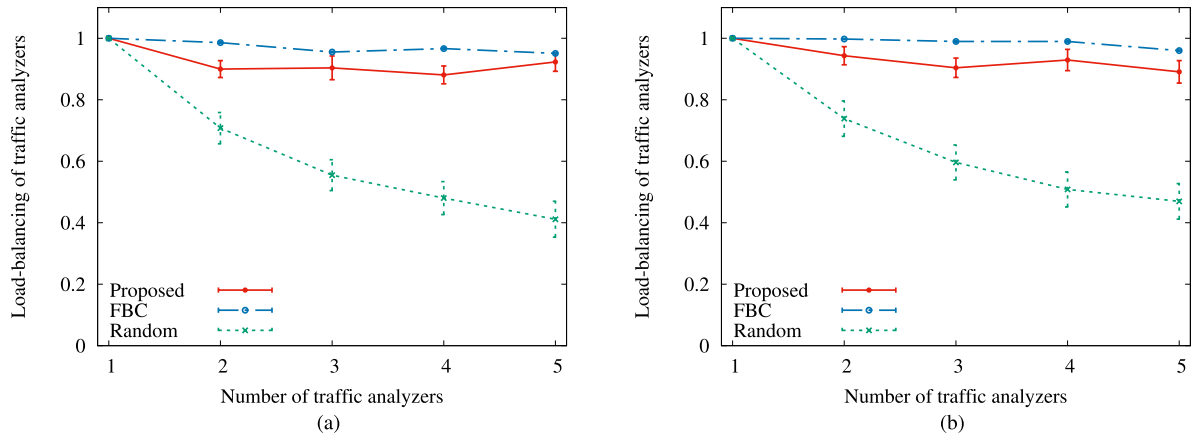 Load-balancing of traffic analyzers
1
0.8
0.6
0.4
0.2
0
Proposed
FBC
Random
1 2 3 4 5
Number of traffic analyzers
(a)
Load-balancing of traffic analyzers
1
0.8
0.6
0.4
0.2
0
Proposed
FBC
Random
1 2 3 4 5
Number of traffic analyzers
(b)